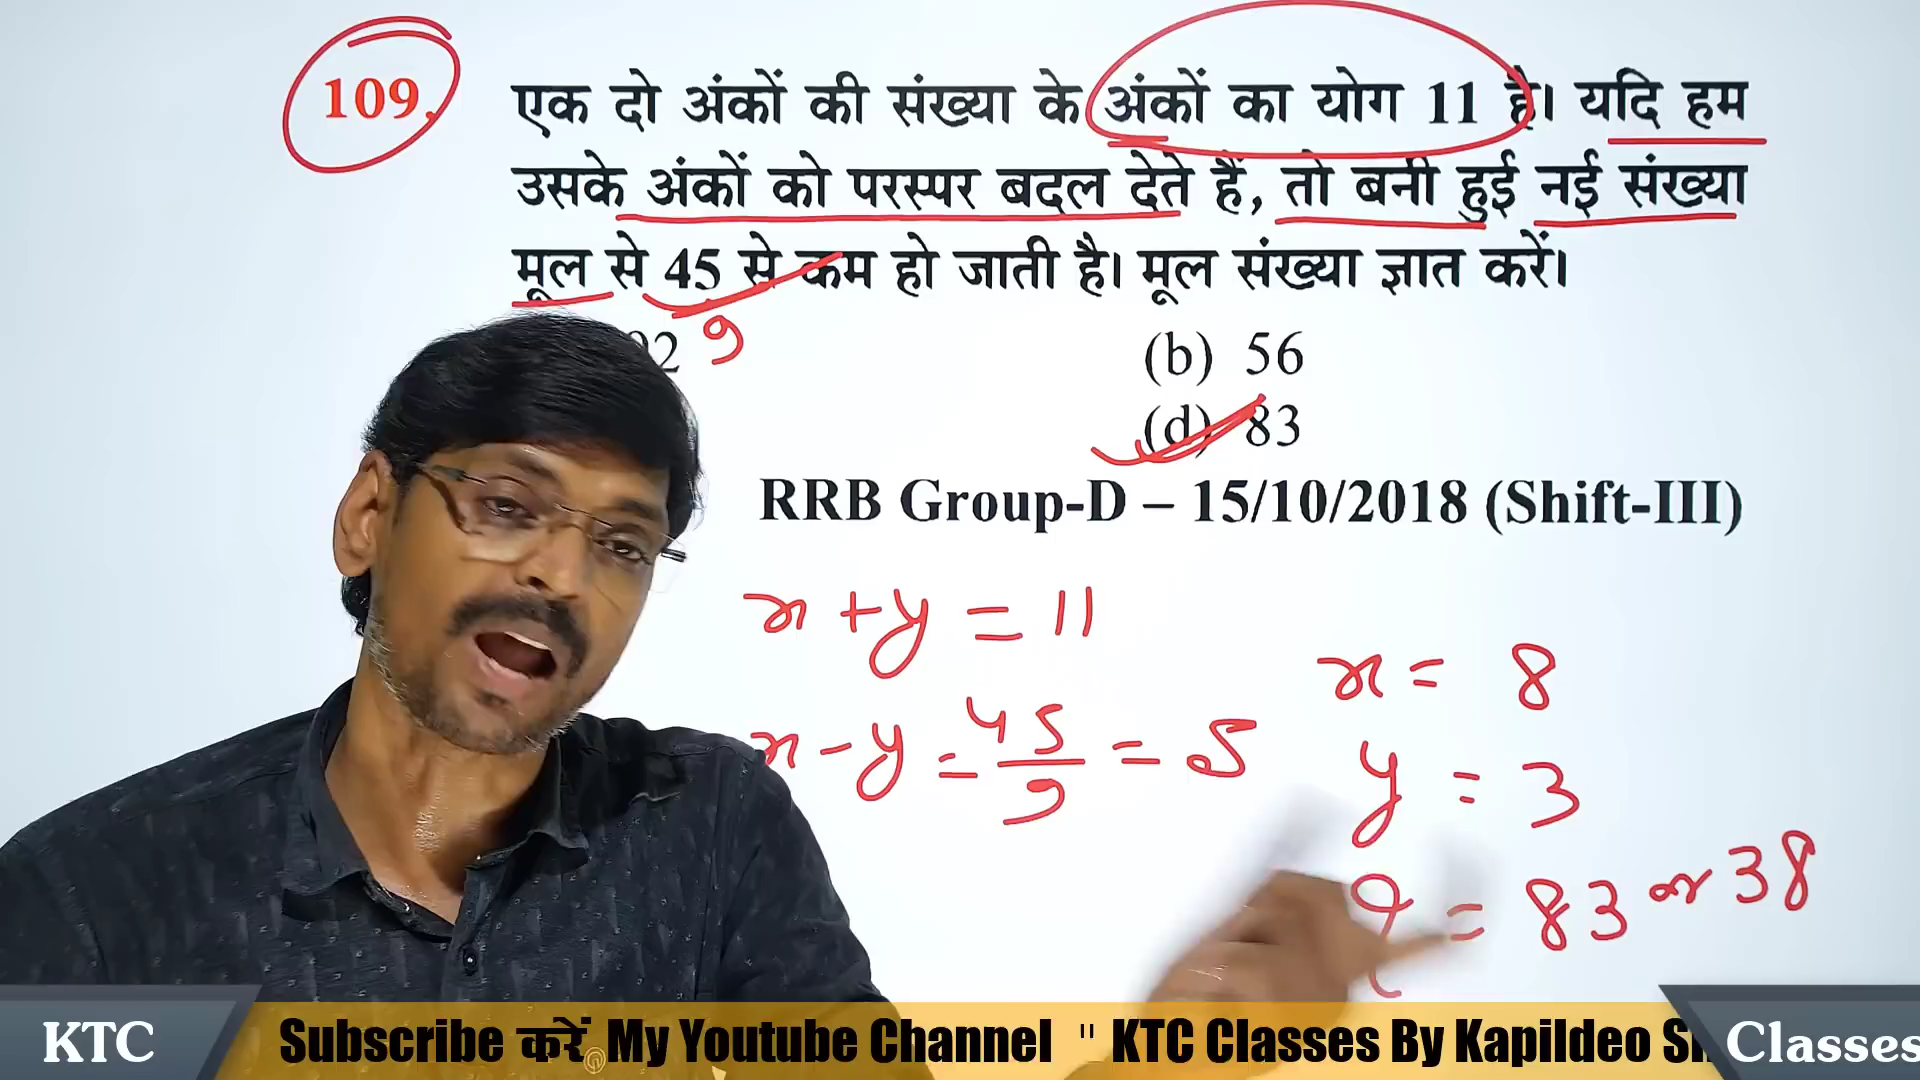 109.
एक दो अंकों की संख्या के अंकों का योग 11 है। यदि हम
उसके अंकों को परस्पर बदल देते हैं, तो बनी हुई नई संख्या
मूल से 45 से कम हो जाती है। मूल संख्या ज्ञात करें।
9
(b) 56
(d) 83
RRB Group-D – 15/10/2018 (Shift-III)
x + y = 11
x - y = 45/9 = 5
x = 8
y = 3
= 83 or 38
KTC
Subscribe करें My Youtube Channel " KTC Classes By Kapildeo
Classes